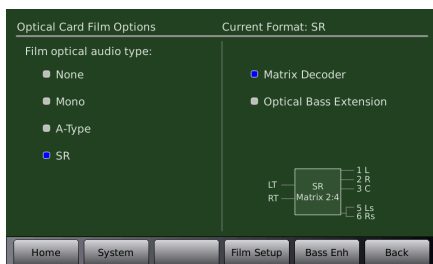 Optical Card Film Options
Current Format: SR
Film optical audio type:
None
Mono
A-Type
SR
Matrix Decoder
Optical Bass Extension
LT
RT
SR
Matrix 2:4
1 L
2 R
3 C
5 Ls
6 Rs
Home
System
Film Setup
Bass Enh
Back